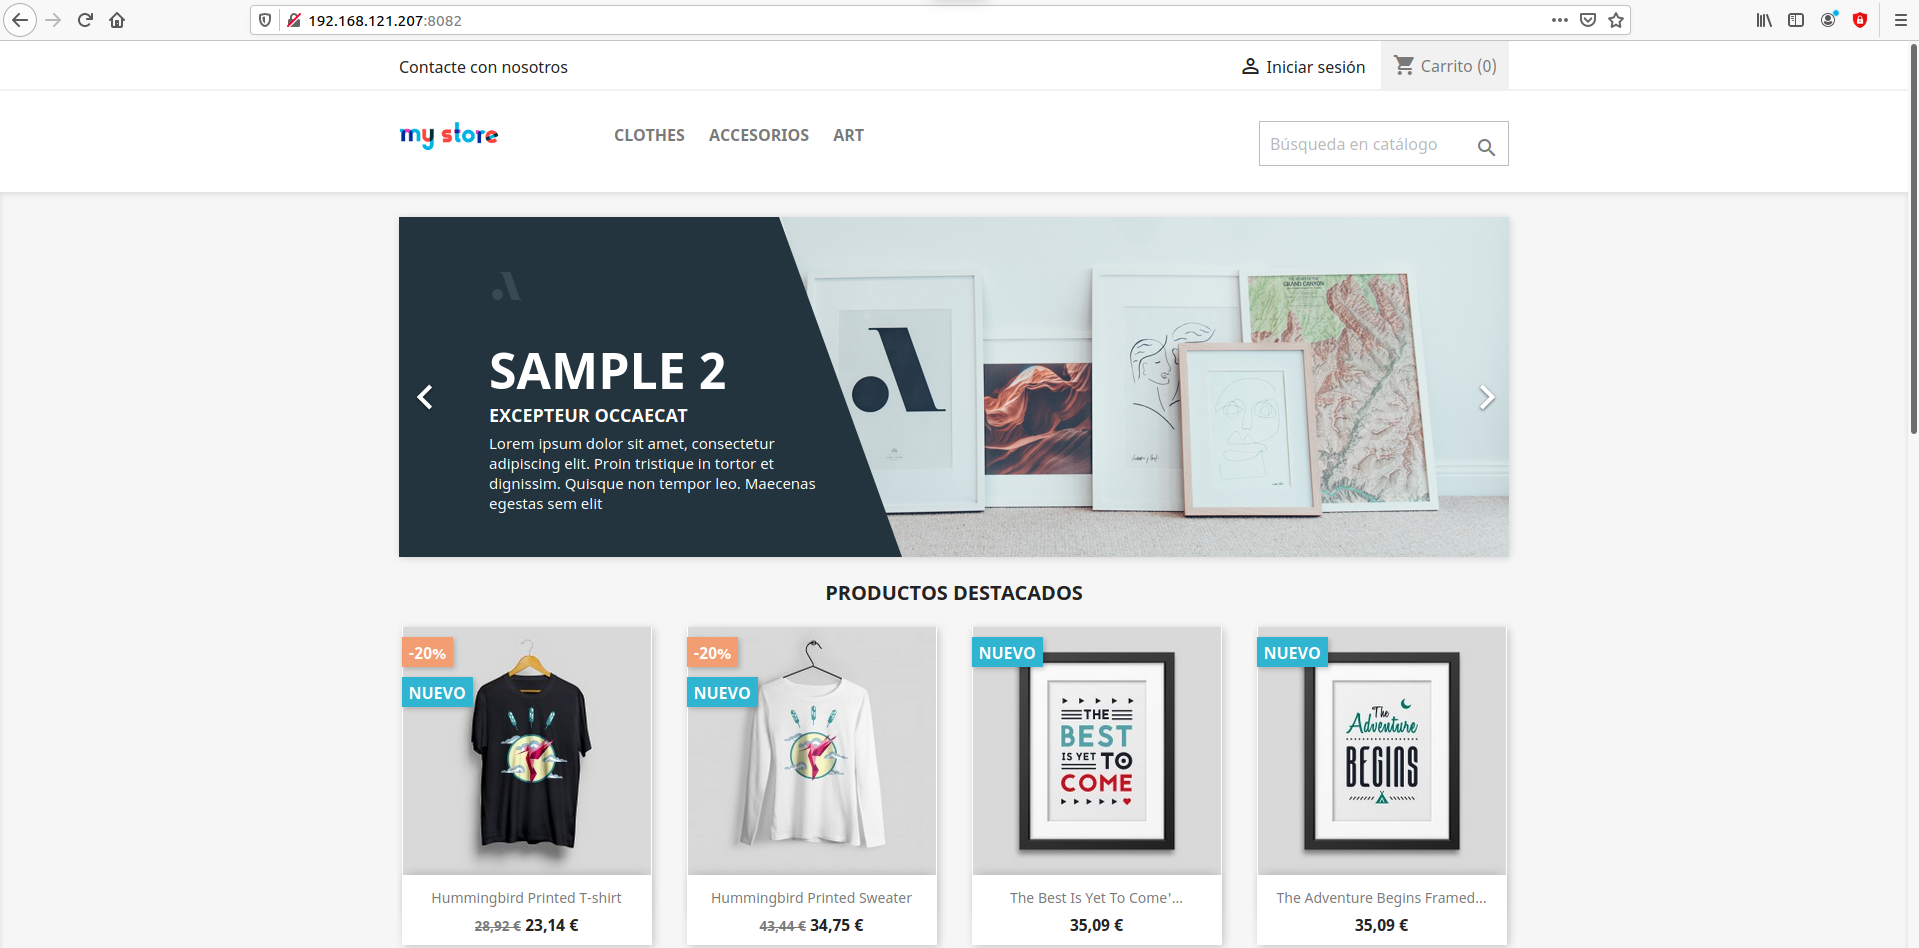 192.168.121.207:8082
Contacte con nosotros
Iniciar sesión
Carrito (0)
my store
CLOTHES ACCESORIOS ART
Búsqueda en catálogo
SAMPLE 2
EXCEPTEUR OCCAECAT
Lorem ipsum dolor sit amet, consectetur
adipiscing elit. Proin tristique in tortor et
dignissim. Quisque non tempor leo. Maecenas
egestas sem elit
GRAND CANYON
PRODUCTOS DESTACADOS
-20%
NUEVO
Hummingbird Printed T-shirt
28,92 € 23,14 €
-20%
NUEVO
Hummingbird Printed Sweater
43,44 € 34,75 €
NUEVO
THE
BEST
IS YET TO
COME
The Best Is Yet To Come'...
35,09 €
NUEVO
The
Adventure
BEGINS
The Adventure Begins Framed...
35,09 €